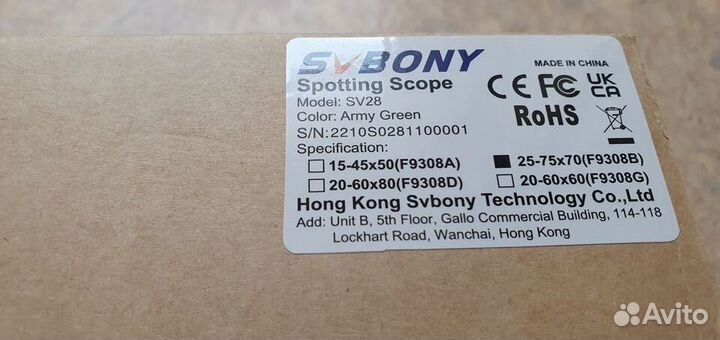 SVBONY
MADE IN CHINA
Spotting Scope
Model: SV28
Color: Army Green
S/N:2210S0281100001
CE FC UK CA
RoHS
Specification:
15-45x50(F9308A) 25-75x70(F9308B)
20-60x80(F9308D) 20-60x60(F9308G)
Hong Kong Svbony Technology Co.,Ltd
Add: Unit B, 5th Floor, Gallo Commercial Building, 114-118
Lockhart Road, Wanchai, Hong Kong
Avito